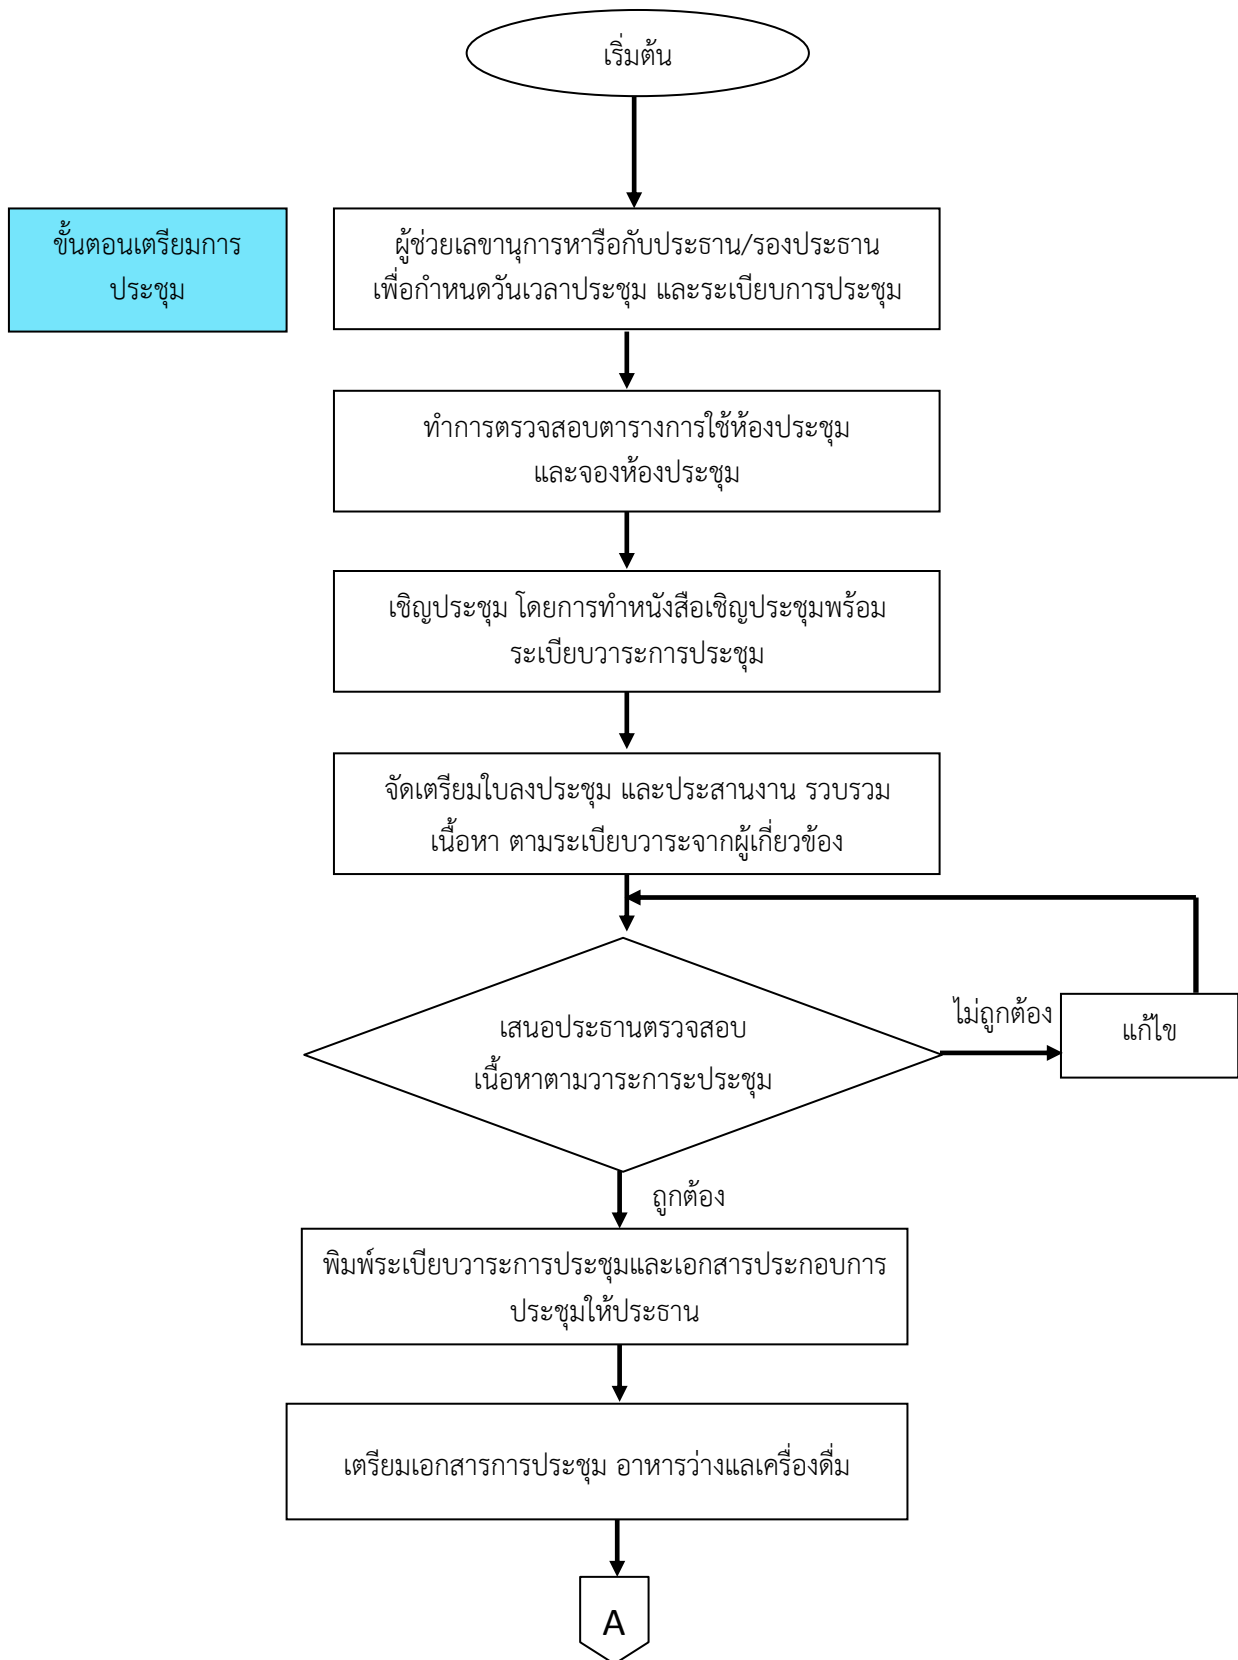 เริ่มต้น
ขั้นตอนเตรียมการ
ประชุม
ผู้ช่วยเลขานุการหารือกับประธาน/รองประธาน
เพื่อกำหนดวันเวลาประชุม และระเบียบการประชุม
ทำการตรวจสอบตารางการใช้ห้องประชุม
และจองห้องประชุม
เชิญประชุม โดยการทำหนังสือเชิญประชุมพร้อม
ระเบียบวาระการประชุม
จัดเตรียมใบลงประชุม และประสานงาน รวบรวม
เนื้อหา ตามระเบียบวาระจากผู้เกี่ยวข้อง
เสนอประธานตรวจสอบ
เนื้อหาตามวาระการะประชุม
ไม่ถูกต้อง
แก้ไข
ถูกต้อง
พิมพ์ระเบียบวาระการประชุมและเอกสารประกอบการ
ประชุมให้ประธาน
เตรียมเอกสารการประชุม อาหารว่างแลเครื่องดื่ม
A